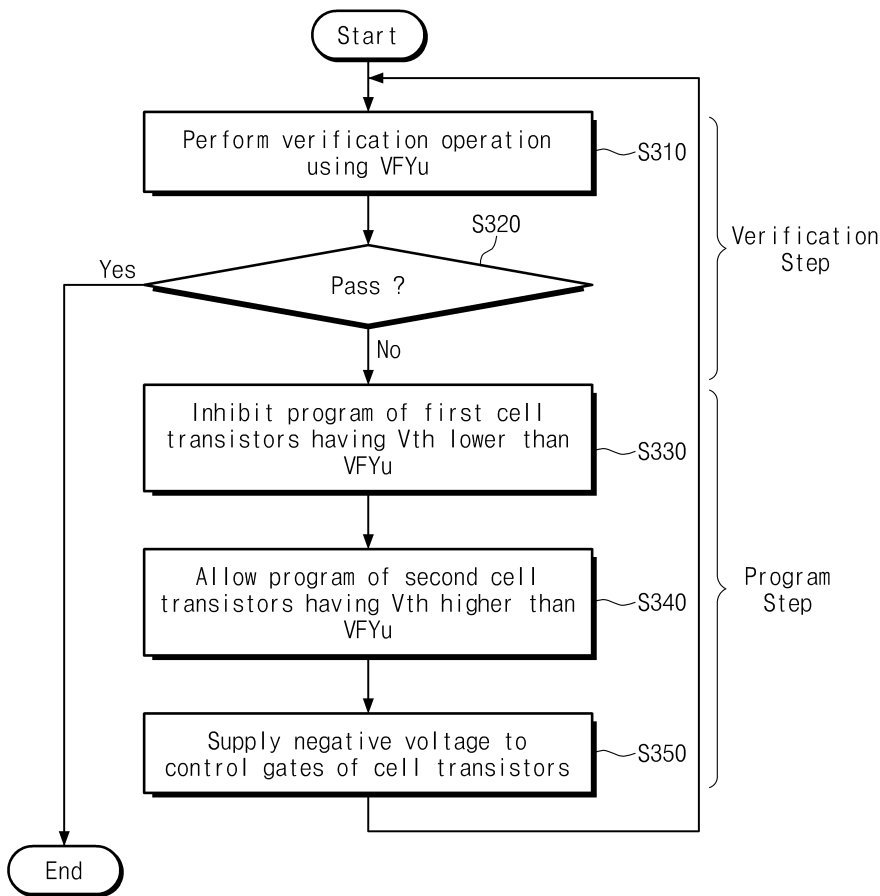 Start
Perform verification operation
using VFYu
S310
S320
Verification
Step
Yes
Pass ?
No
Inhibit program of first cell
transistors having Vth lower than
VFYu
S330
Allow program of second cell
transistors having Vth higher than
VFYu
S340
Program
Step
Supply negative voltage to
control gates of cell transistors
S350
End